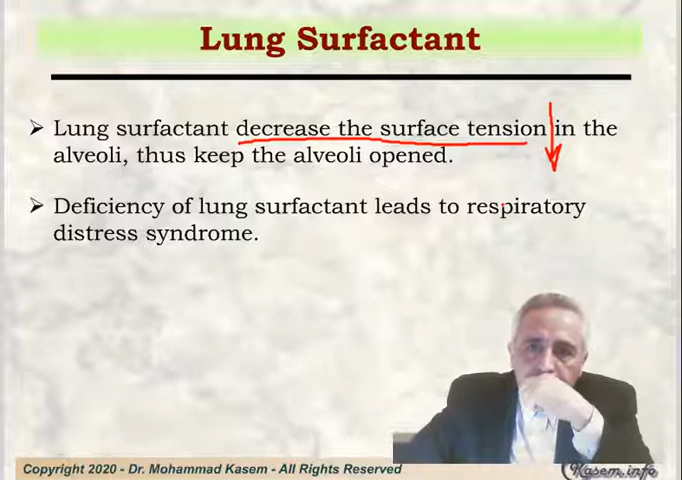 Lung Surfactant
➢ Lung surfactant decrease the surface tension in the
alveoli, thus keep the alveoli opened.
➢ Deficiency of lung surfactant leads to respiratory
distress syndrome.
Copyright 2020 - Dr. Mohammad Kasem - All Rights Reserved
Kasem.info